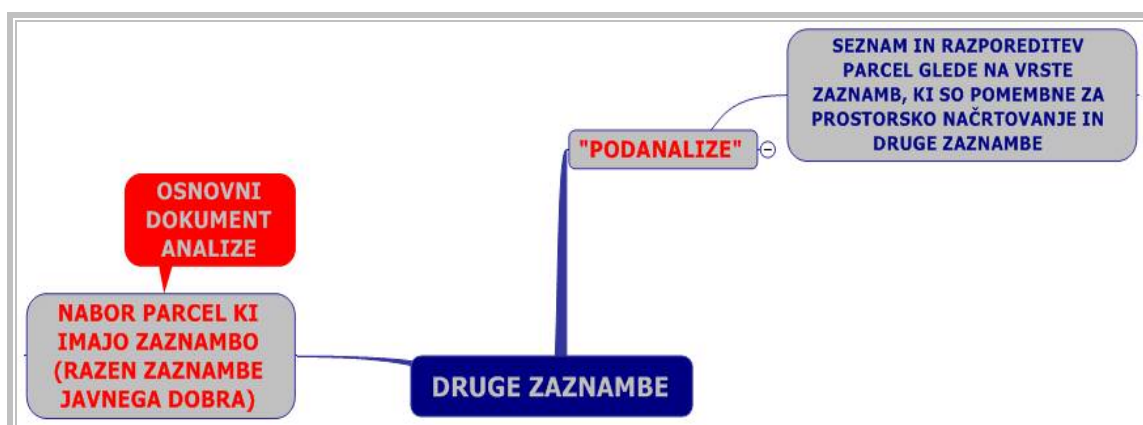 SEZNAM IN RAZPOREDITEV
PARCEL GLEDE NA VRSTE
ZAZNAMB, KI SO POMEMBNE ZA
PROSTORSKO NAČRTOVANJE IN
DRUGE ZAZNAMBE
"PODANALIZE"
OSNOVNI
DOKUMENT
ANALIZE
NABOR PARCEL KI
IMAJO ZAZNAMBO
(RAZEN ZAZNAMBE
JAVNEGA DOBRA)
DRUGE ZAZNAMBE